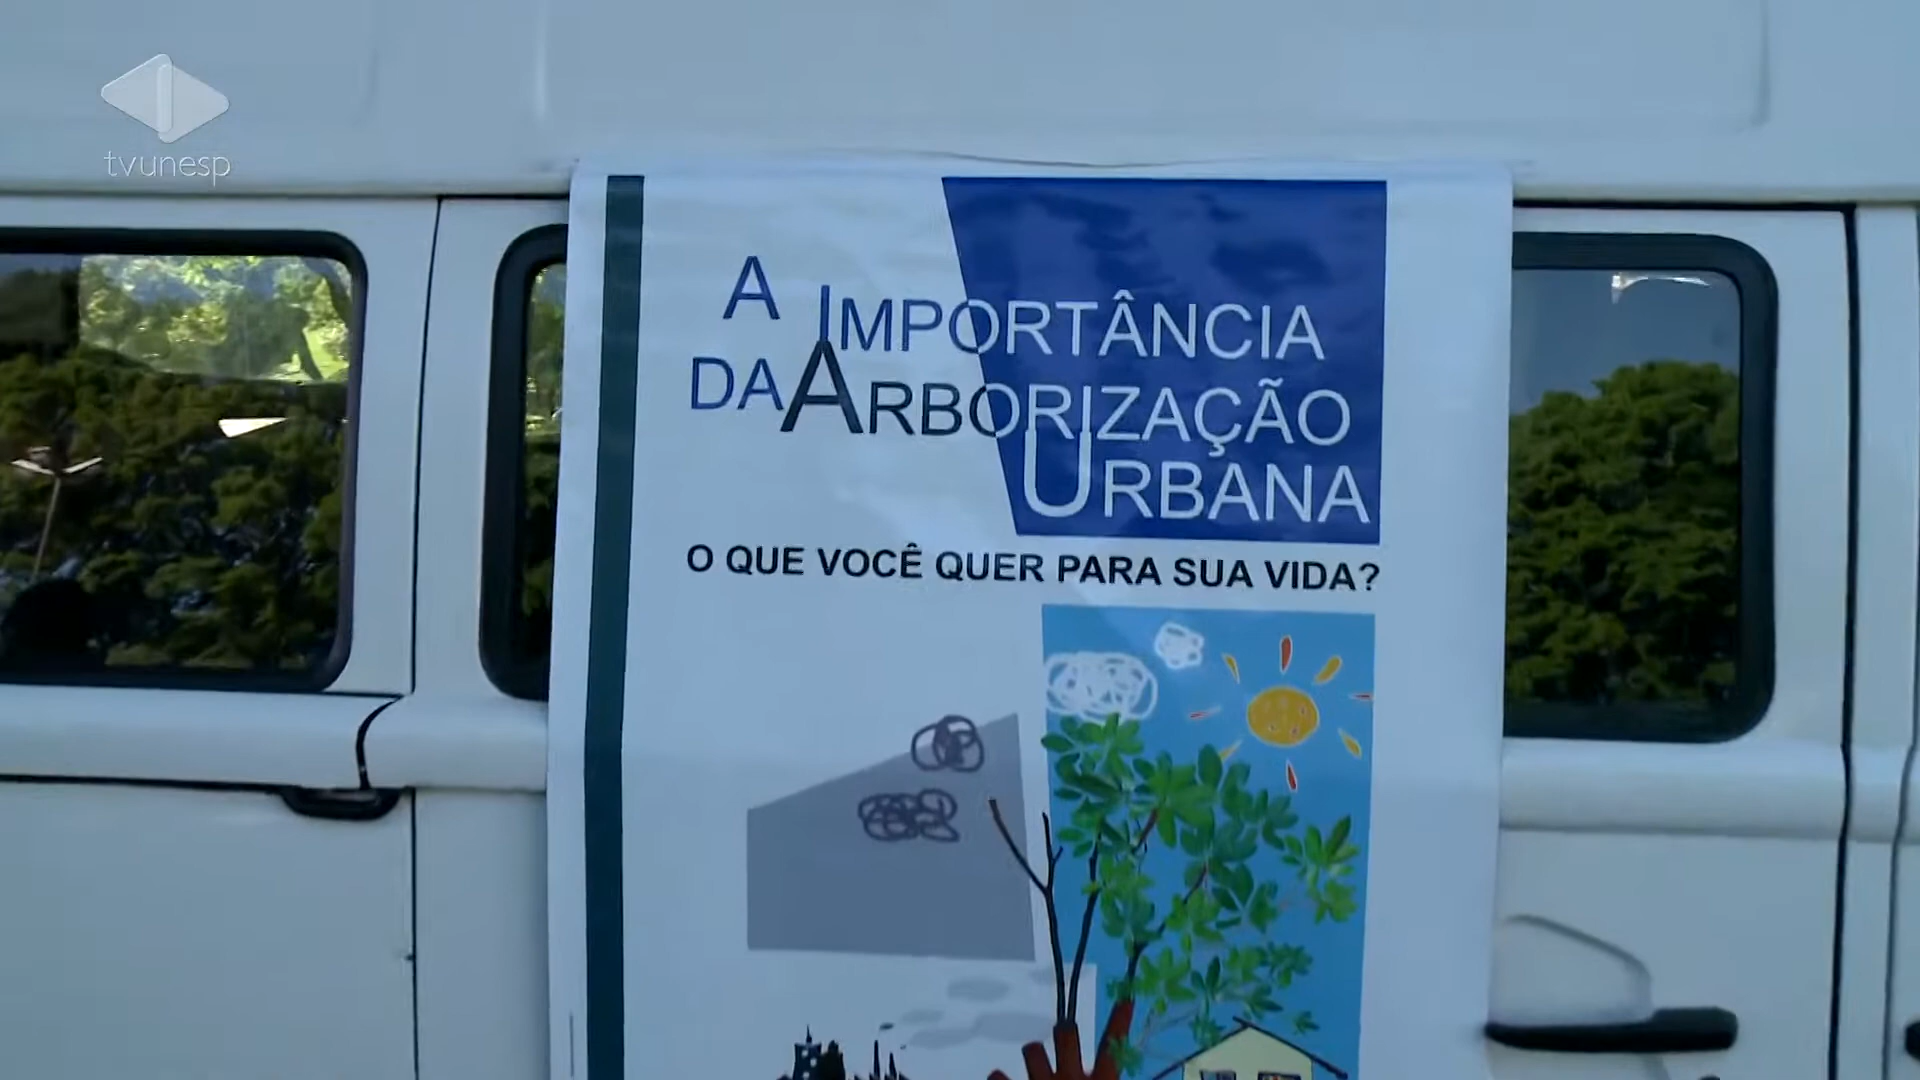 tvunesp
A IMPORTÂNCIA
DA ARBORIZAÇÃO
URBANA
O QUE VOCÊ QUER PARA SUA VIDA?